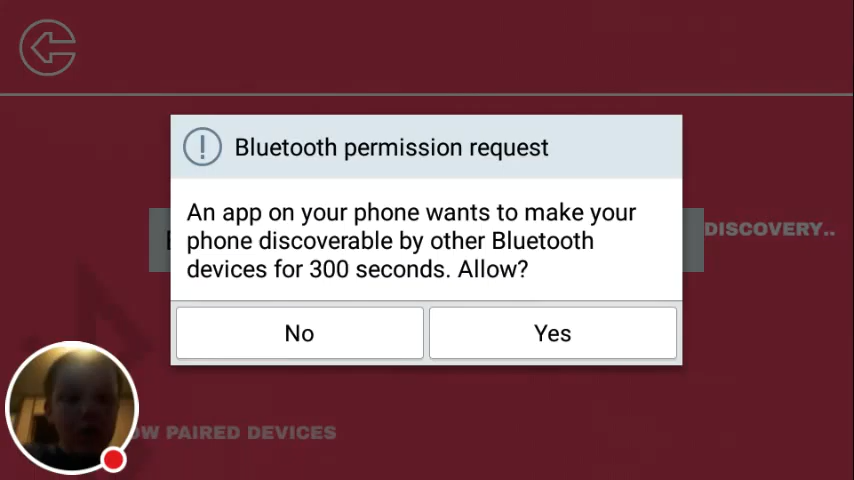 Bluetooth permission request
An app on your phone wants to make your
phone discoverable by other Bluetooth
devices for 300 seconds. Allow?
DISCOVERY..
No
Yes
PAIRED DEVICES